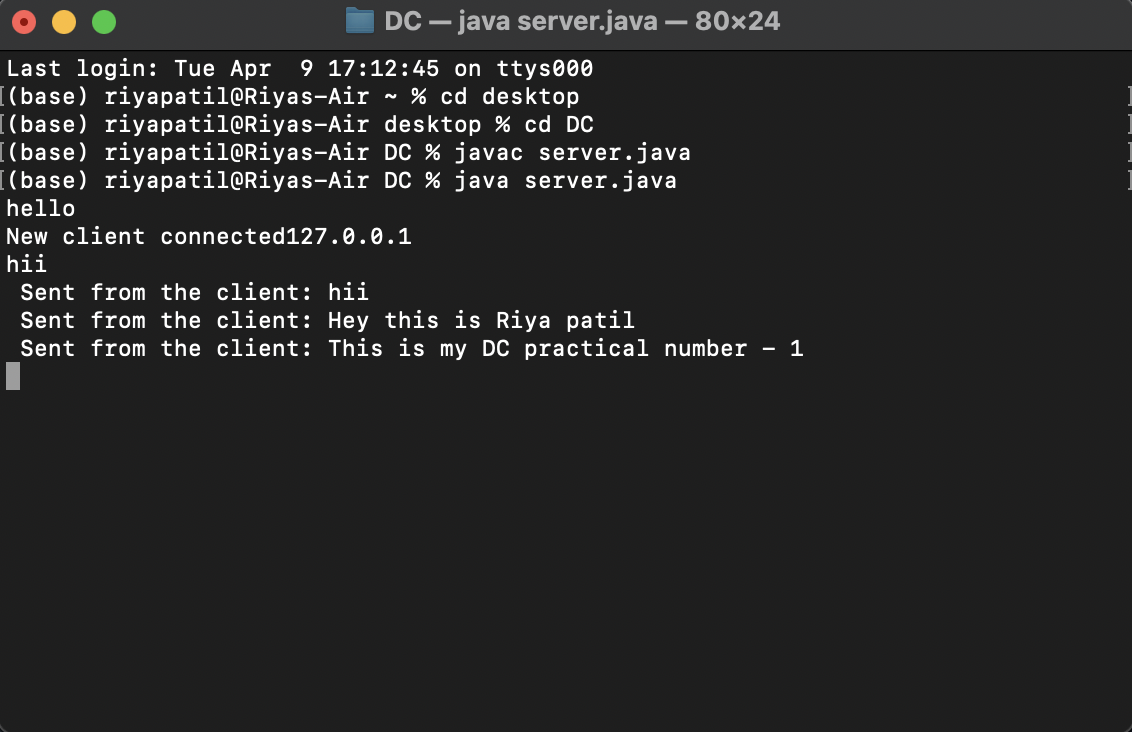 DC — java server.java — 80×24
Last login: Tue Apr  9 17:12:45 on ttys000
[(base) riyapatil@Riyas-Air ~ % cd desktop ]
[(base) riyapatil@Riyas-Air desktop % cd DC ]
[(base) riyapatil@Riyas-Air DC % javac server.java ]
[(base) riyapatil@Riyas-Air DC % java server.java ]
hello
New client connected127.0.0.1
hii
 Sent from the client: hii
 Sent from the client: Hey this is Riya patil
 Sent from the client: This is my DC practical number - 1